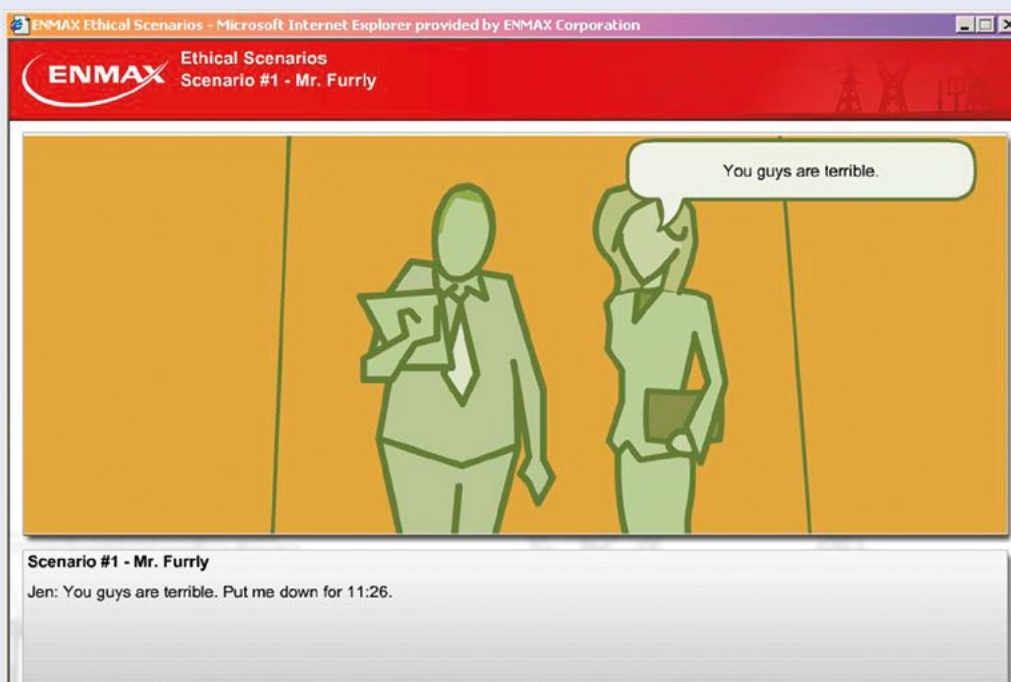 ENMAX Ethical Scenarios - Microsoft Internet Explorer provided by ENMAX Corporation
ENMAX
Ethical Scenarios
Scenario #1 - Mr. Furrly
You guys are terrible.
Scenario #1 - Mr. Furrly
Jen: You guys are terrible. Put me down for 11:26.